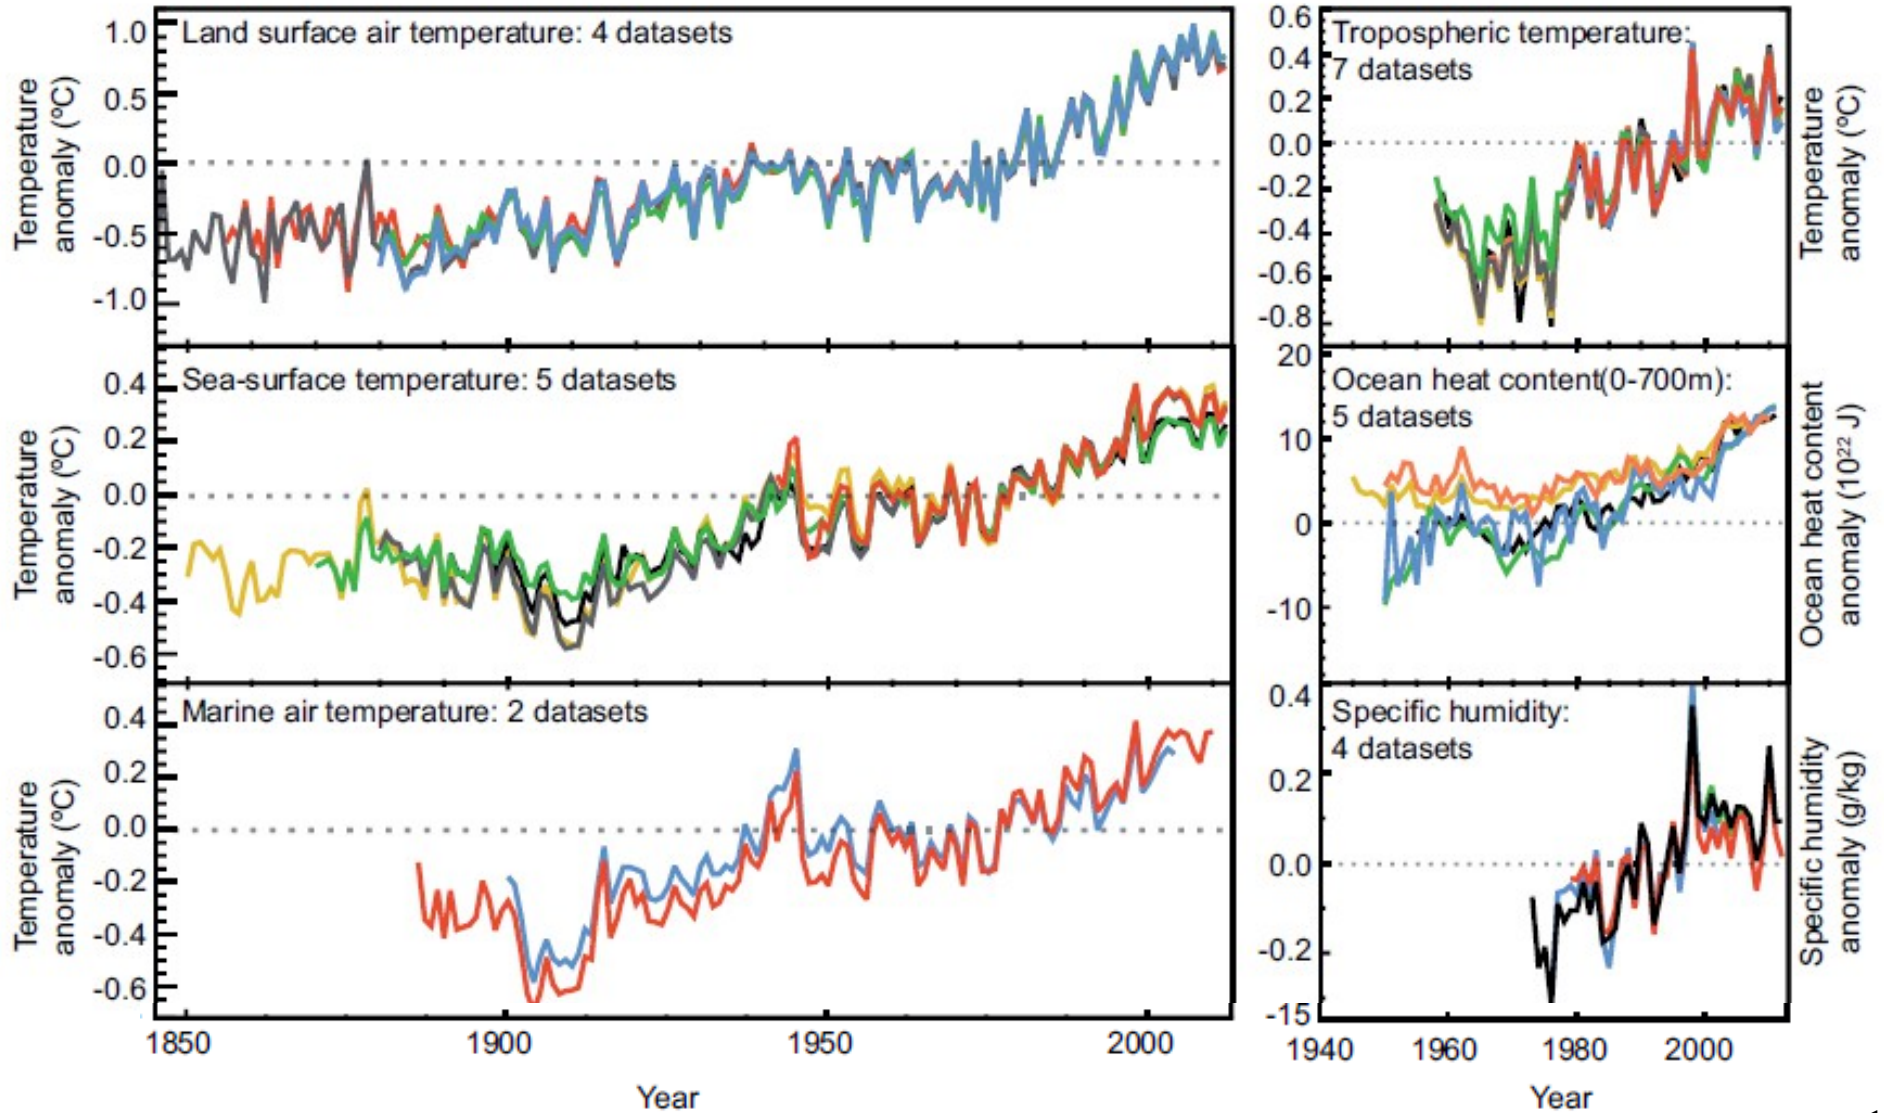 Land surface air temperature: 4 datasets
Temperature
anomaly (ºC)
1.0
0.5
0.0
-0.5
-1.0
Tropospheric temperature:
7 datasets
0.6
0.4
0.2
0.0
-0.2
-0.4
-0.6
-0.8
Temperature
anomaly (ºC)
Sea-surface temperature: 5 datasets
Temperature
anomaly (ºC)
0.4
0.2
0.0
-0.2
-0.4
-0.6
Ocean heat content(0-700m):
5 datasets
20
10
0
-10
Ocean heat content
anomaly (10²² J)
Marine air temperature: 2 datasets
Temperature
anomaly (ºC)
0.4
0.2
0.0
-0.2
-0.4
-0.6
Specific humidity:
4 datasets
0.4
0.2
0.0
-0.2
-15
Specific humidity
anomaly (g/kg)
1850 1900 1950 2000
Year
1940 1960 1980 2000
Year